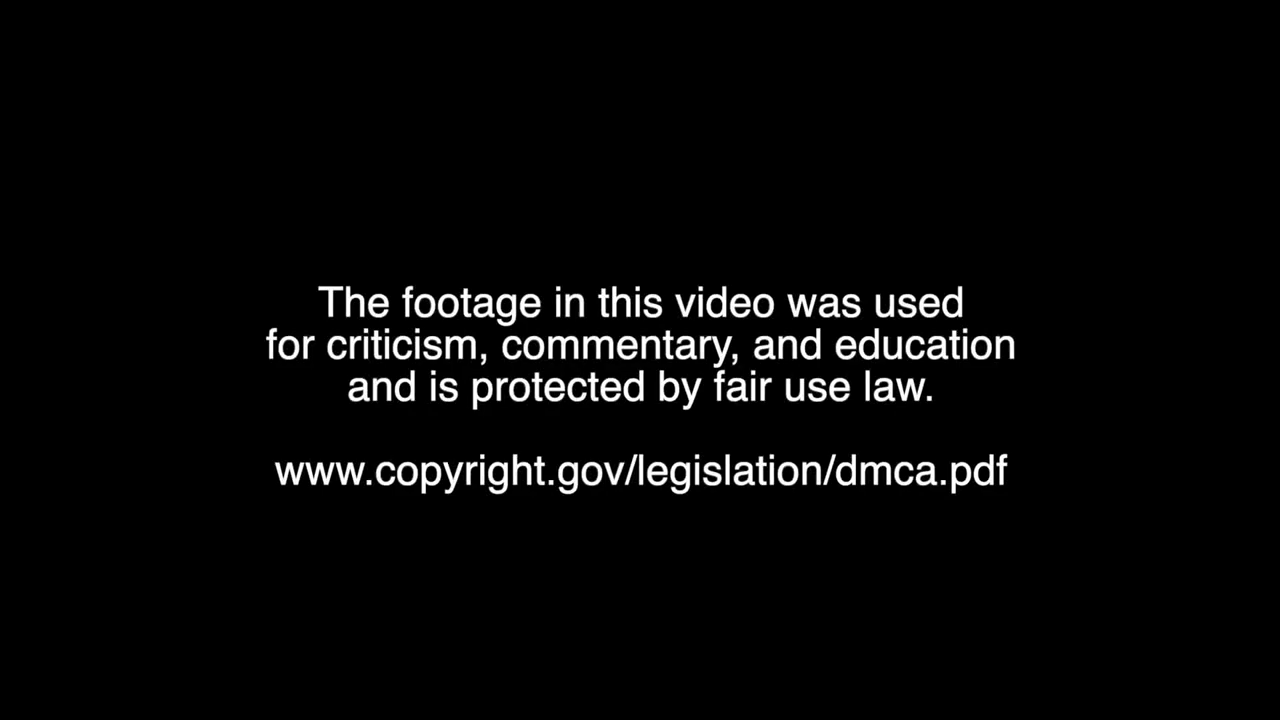 The footage in this video was used
for criticism, commentary, and education
and is protected by fair use law.
www.copyright.gov/legislation/dmca.pdf